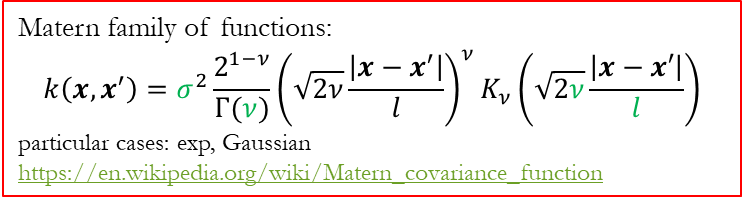 Matern family of functions:
k(x, x′) = σ² 2^{1−ν}/Γ(ν) (√2ν |x − x′|/l)^ν K_ν (√2ν |x − x′|/l)
particular cases: exp, Gaussian
https://en.wikipedia.org/wiki/Matern_covariance_function